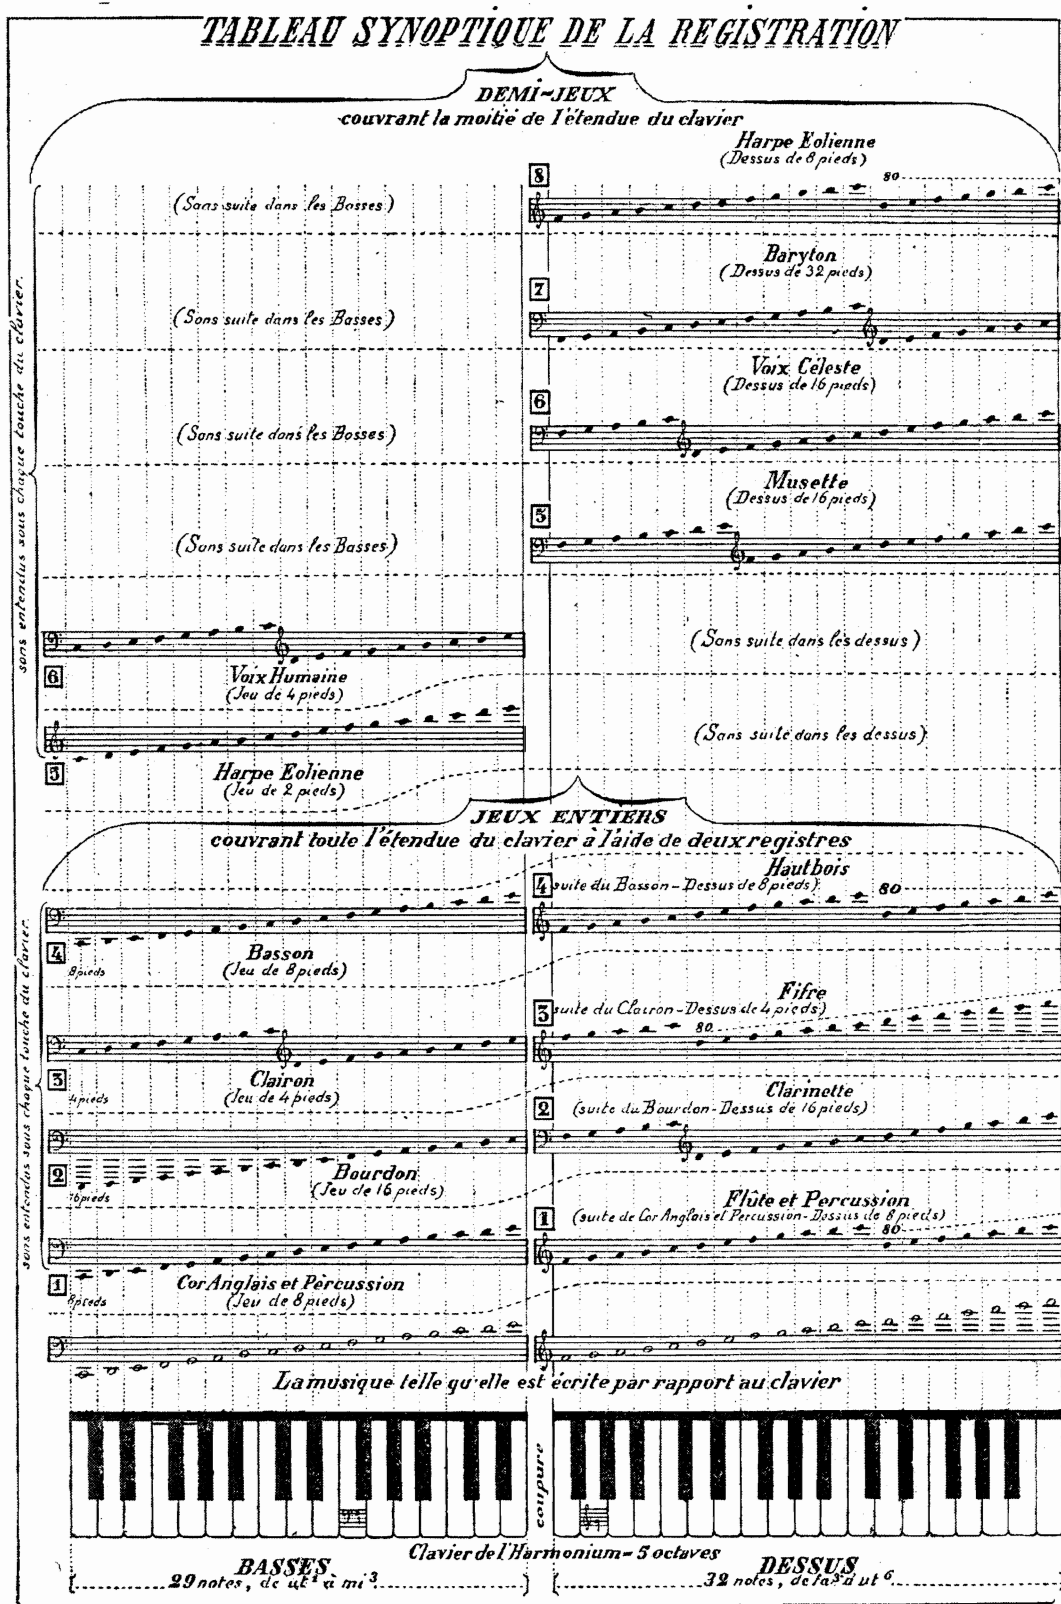 TABLEAU SYNOPTIQUE DE LA REGISTRATION
DEMI-JEUX
couvrant la moitié de l'étendue du clavier
Harpe Eolienne
(Dessus de 8 pieds)
8
80
(Sans suite dans les Basses)
Baryton
(Dessus de 32 pieds)
7
(Sans suite dans les Basses)
Voix Céleste
(Dessus de 16 pieds)
6
(Sans suite dans les Basses)
Musette
(Dessus de 16 pieds)
5
(Sans suite dans les Basses)
sons entendus sous chaque touche du clavier.
(Sans suite dans les dessus)
6
Voix Humaine
(Jeu de 4 pieds)
(Sans suite dans les dessus)
5
Harpe Eolienne
(Jeu de 2 pieds)
JEUX ENTIERS
couvrant toute l'étendue du clavier à l'aide de deux registres
Hautbois
4 (suite du Basson-Dessus de 8 pieds) 80
4
8 pieds
Basson
(Jeu de 8 pieds)
Fifre
3 (suite du Clairon-Dessus de 4 pieds)
80
3
4 pieds
Clairon
(Jeu de 4 pieds)
Clarinette
2 (suite du Bourdon-Dessus de 16 pieds)
2
16 pieds
Bourdon
(Jeu de 16 pieds)
sons entendus sous chaque touche du clavier.
Flûte et Percussion
1 (suite de Cor Anglais et Percussion-Dessus de 8 pieds)
80
1
8 pieds
Cor Anglais et Percussion
(Jeu de 8 pieds)
La musique telle qu'elle est écrite par rapport au clavier
coupure
Clavier de l'Harmonium=5 octaves
BASSES
29 notes, de ut¹ à mi³
DESSUS
32 notes, de fa³ à ut⁶